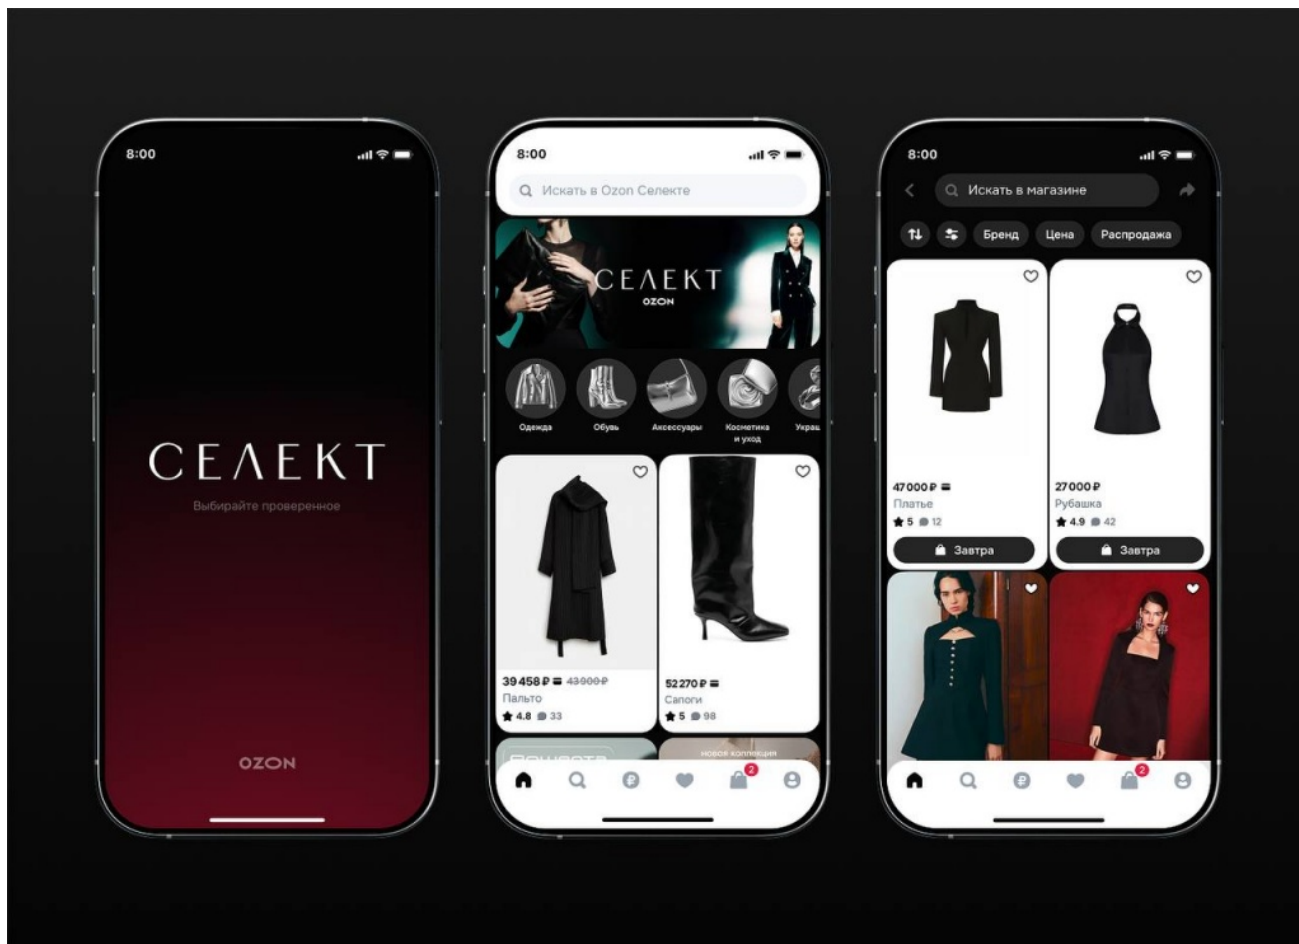 8:00
СЕЛЕКТ
Выбирайте проверенное
OZON
8:00
Искать в Ozon Селекте
СЕЛЕКТ
OZON
Одежда
Обувь
Аксессуары
Косметика
и уход
Украш
39 458 ₽ 43 900 ₽
Пальто
4.8 33
52 270 ₽
Сапоги
5 98
НОВАЯ КОЛЛЕКЦИЯ
2
8:00
Искать в магазине
Бренд Цена Распродажа
47 000 ₽
Платье
5 12
Завтра
27 000 ₽
Рубашка
4.9 42
Завтра
2